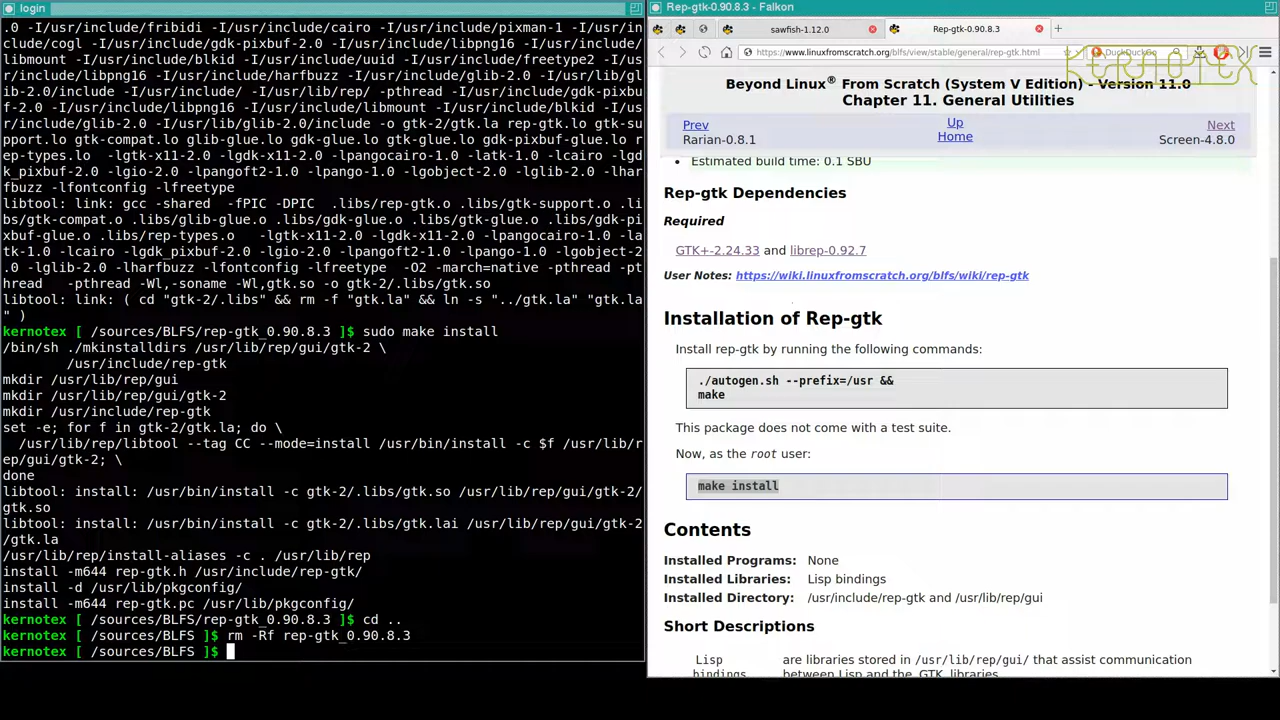 login
.0 -I/usr/include/fribidi -I/usr/include/cairo -I/usr/include/pixman-1 -I/usr/in
clude/cogl -I/usr/include/gdk-pixbuf-2.0 -I/usr/include/libpng16 -I/usr/include/
libmount -I/usr/include/blkid -I/usr/include/uuid -I/usr/include/freetype2 -I/us
r/include/libpng16 -I/usr/include/harfbuzz -I/usr/include/glib-2.0 -I/usr/lib/gl
ib-2.0/include -I/usr/include/ -I/usr/lib/rep/ -pthread -I/usr/include/gdk-pixbu
f-2.0 -I/usr/include/libpng16 -I/usr/include/libmount -I/usr/include/blkid -I/us
r/include/glib-2.0 -I/usr/lib/glib-2.0/include -o gtk-2/gtk.la rep-gtk.lo gtk-su
pport.lo gtk-compat.lo glib-glue.lo gdk-glue.lo gtk-glue.lo gdk-pixbuf-glue.lo r
ep-types.lo  -lgtk-x11-2.0 -lgdk-x11-2.0 -lpangocairo-1.0 -latk-1.0 -lcairo -lgd
k_pixbuf-2.0 -lgio-2.0 -lpangoft2-1.0 -lpango-1.0 -lgobject-2.0 -lglib-2.0 -lhar
fbuzz -lfontconfig -lfreetype
libtool: link: gcc -shared  -fPIC -DPIC  .libs/rep-gtk.o .libs/gtk-support.o .li
bs/gtk-compat.o .libs/glib-glue.o .libs/gdk-glue.o .libs/gtk-glue.o .libs/gdk-pi
xbuf-glue.o .libs/rep-types.o   -lgtk-x11-2.0 -lgdk-x11-2.0 -lpangocairo-1.0 -la
tk-1.0 -lcairo -lgdk_pixbuf-2.0 -lgio-2.0 -lpangoft2-1.0 -lpango-1.0 -lgobject-2
.0 -lglib-2.0 -lharfbuzz -lfontconfig -lfreetype  -O2 -march=native -pthread -pt
hread   -pthread -Wl,-soname -Wl,gtk.so -o gtk-2/.libs/gtk.so
libtool: link: ( cd "gtk-2/.libs" && rm -f "gtk.la" && ln -s "../gtk.la" "gtk.la
" )
kernotex [ /sources/BLFS/rep-gtk_0.90.8.3 ]$ sudo make install
/bin/sh ./mkinstalldirs /usr/lib/rep/gui/gtk-2 \
/usr/include/rep-gtk
mkdir /usr/lib/rep/gui
mkdir /usr/lib/rep/gui/gtk-2
mkdir /usr/include/rep-gtk
set -e; for f in gtk-2/gtk.la; do \
/usr/lib/rep/libtool --tag CC --mode=install /usr/bin/install -c $f /usr/lib/r
ep/gui/gtk-2; \
done
libtool: install: /usr/bin/install -c gtk-2/.libs/gtk.so /usr/lib/rep/gui/gtk-2/
gtk.so
libtool: install: /usr/bin/install -c gtk-2/.libs/gtk.lai /usr/lib/rep/gui/gtk-2
/gtk.la
/usr/lib/rep/install-aliases -c . /usr/lib/rep
install -m644 rep-gtk.h /usr/include/rep-gtk/
install -d /usr/lib/pkgconfig/
install -m644 rep-gtk.pc /usr/lib/pkgconfig/
kernotex [ /sources/BLFS/rep-gtk_0.90.8.3 ]$ cd ..
kernotex [ /sources/BLFS ]$ rm -Rf rep-gtk_0.90.8.3
kernotex [ /sources/BLFS ]$
Rep-gtk-0.90.8.3 - Falkon
sawfish-1.12.0
Rep-gtk-0.90.8.3
https://www.linuxfromscratch.org/blfs/view/stable/general/rep-gtk.html
DuckDuckGo
KERNOTEX
Beyond Linux® From Scratch (System V Edition) - Version 11.0
Chapter 11. General Utilities
Prev Up Next
Rarian-0.8.1 Home Screen-4.8.0
• Estimated build time: 0.1 SBU
Rep-gtk Dependencies
Required
GTK+-2.24.33 and librep-0.92.7
User Notes: https://wiki.linuxfromscratch.org/blfs/wiki/rep-gtk
Installation of Rep-gtk
Install rep-gtk by running the following commands:
./autogen.sh --prefix=/usr &&
make
This package does not come with a test suite.
Now, as the root user:
make install
Contents
Installed Programs: None
Installed Libraries: Lisp bindings
Installed Directory: /usr/include/rep-gtk and /usr/lib/rep/gui
Short Descriptions
Lisp are libraries stored in /usr/lib/rep/gui/ that assist communication
bindings between Lisp and the GTK libraries.